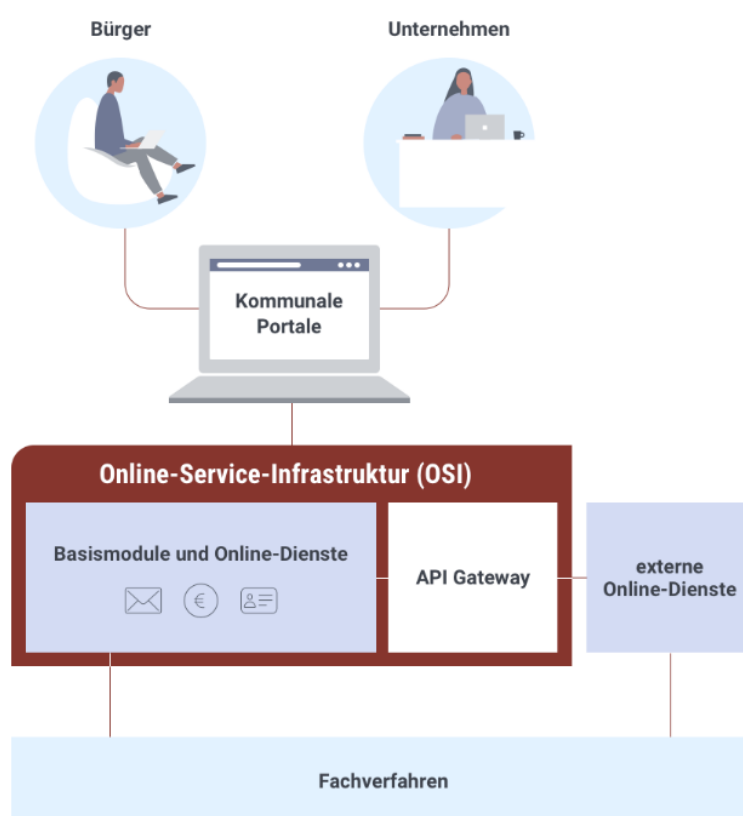 Bürger
Unternehmen
Kommunale
Portale
Online-Service-Infrastruktur (OSI)
Basismodule und Online-Dienste
€
API Gateway
externe
Online-Dienste
Fachverfahren